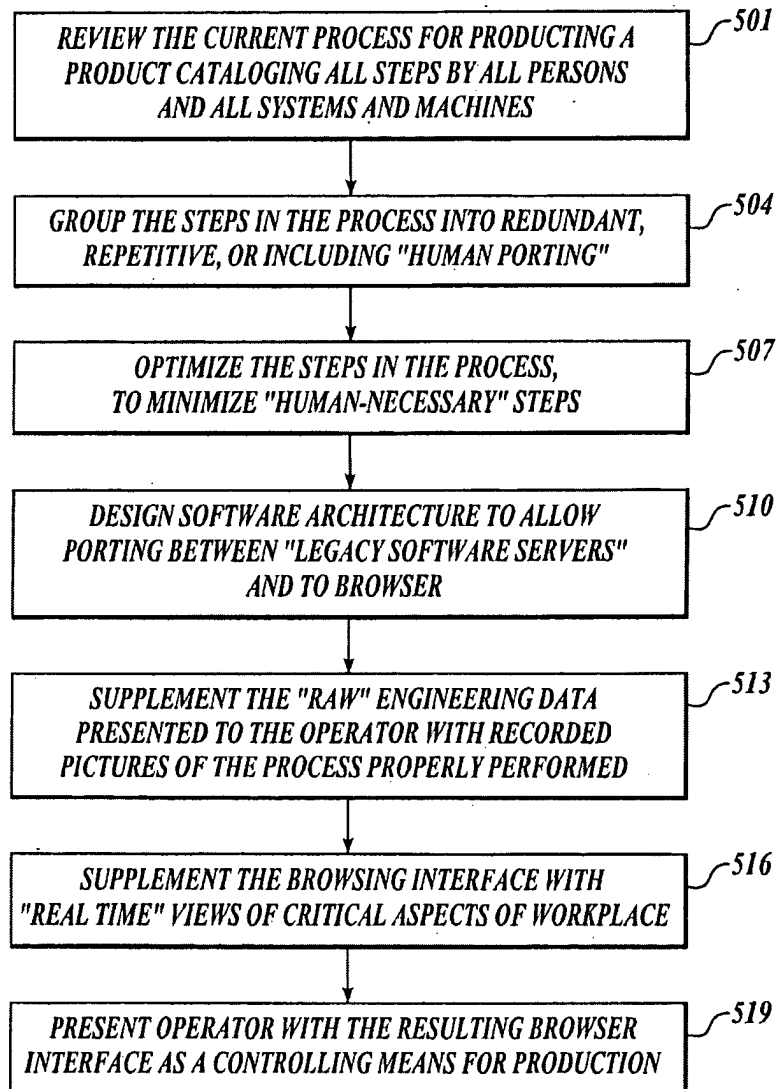 REVIEW THE CURRENT PROCESS FOR PRODUCTING A
PRODUCT CATALOGING ALL STEPS BY ALL PERSONS
AND ALL SYSTEMS AND MACHINES
501
GROUP THE STEPS IN THE PROCESS INTO REDUNDANT,
REPETITIVE, OR INCLUDING "HUMAN PORTING"
504
OPTIMIZE THE STEPS IN THE PROCESS,
TO MINIMIZE "HUMAN-NECESSARY" STEPS
507
DESIGN SOFTWARE ARCHITECTURE TO ALLOW
PORTING BETWEEN "LEGACY SOFTWARE SERVERS"
AND TO BROWSER
510
SUPPLEMENT THE "RAW" ENGINEERING DATA
PRESENTED TO THE OPERATOR WITH RECORDED
PICTURES OF THE PROCESS PROPERLY PERFORMED
513
SUPPLEMENT THE BROWSING INTERFACE WITH
"REAL TIME" VIEWS OF CRITICAL ASPECTS OF WORKPLACE
516
PRESENT OPERATOR WITH THE RESULTING BROWSER
INTERFACE AS A CONTROLLING MEANS FOR PRODUCTION
519